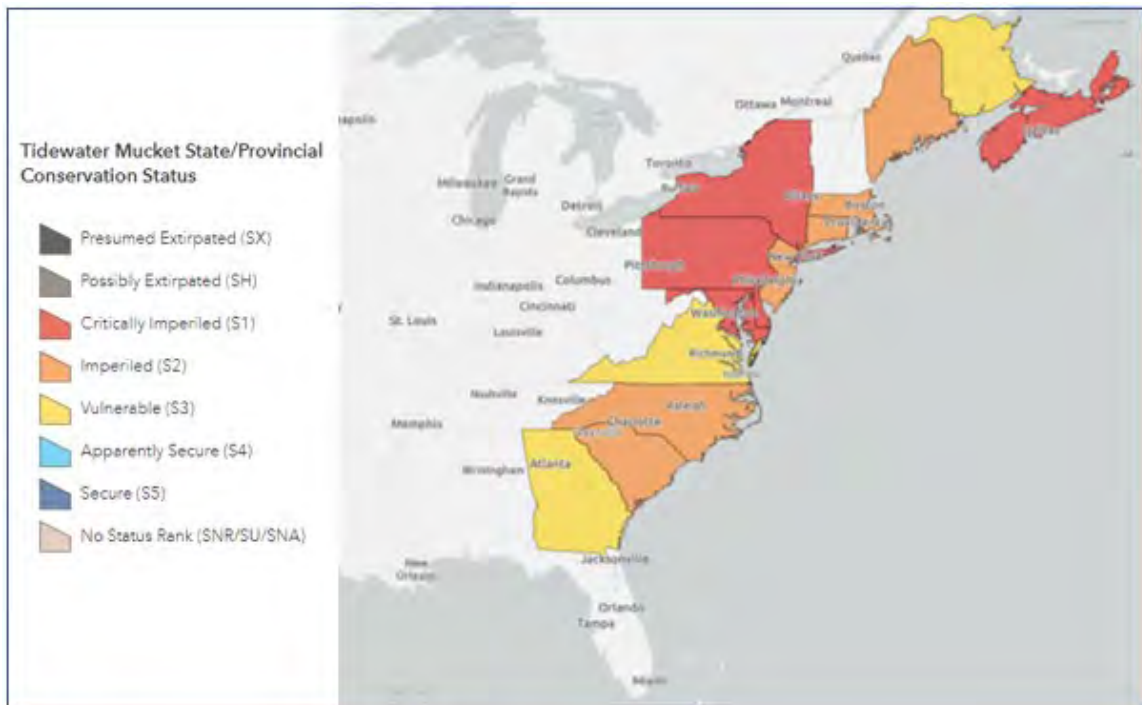 Tidewater Mucket State/Provincial
Conservation Status
Presumed Extirpated (SX)
Possibly Extirpated (SH)
Critically Imperiled (S1)
Imperiled (S2)
Vulnerable (S3)
Apparently Secure (S4)
Secure (S5)
No Status Rank (SNR/SU/SNA)
Quebec
Ottawa
Montreal
Toronto
Milwaukee
Grand
Rapids
Detroit
Chicago
Cleveland
Boston
Pittsburgh
Philadelphia
Columbus
Indianapolis
Cincinnati
Washington
St. Louis
Louisville
Richmond
Nashville
Knoxville
Raleigh
Charlotte
Memphis
Birmingham
Atlanta
Jacksonville
New
Orleans
Orlando
Tampa
Miami